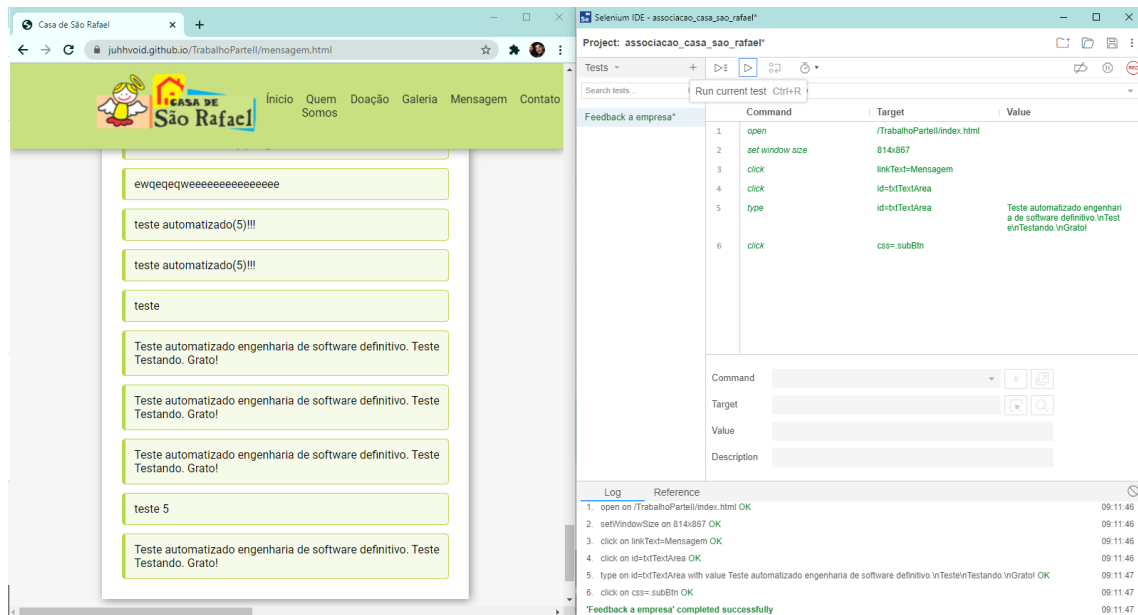 Casa de São Rafael
juhhvoid.github.io/TrabalhoPartell/mensagem.html
CASA DE
São Rafael
Ínicio
Quem Somos
Doação
Galeria
Mensagem
Contato
ewqeqeqweeeeeeeeeeeeeee
teste automatizado(5)!!!
teste automatizado(5)!!!
teste
Teste automatizado engenharia de software definitivo. Teste
Testando. Grato!
Teste automatizado engenharia de software definitivo. Teste
Testando. Grato!
Teste automatizado engenharia de software definitivo. Teste
Testando. Grato!
teste 5
Teste automatizado engenharia de software definitivo. Teste
Testando. Grato!
Selenium IDE - associacao_casa_sao_rafael*
Project: associacao_casa_sao_rafael*
Tests
REC
Search tests...
Run current test Ctrl+R
Feedback a empresa*
Command Target Value
1 open /TrabalhoPartell/index.html
2 set window size 814x867
3 click linkText=Mensagem
4 click id=txtTextArea
5 type id=txtTextArea Teste automatizado engenhari
a de software definitivo.\nTest
e\nTestando.\nGrato!
6 click css=.subBtn
Command
//
Target
Value
Description
Log Reference
1. open on /TrabalhoPartell/index.html OK 09:11:46
2. setWindowSize on 814x867 OK 09:11:46
3. click on linkText=Mensagem OK 09:11:46
4. click on id=txtTextArea OK 09:11:46
5. type on id=txtTextArea with value Teste automatizado engenharia de software definitivo.\nTeste\nTestando.\nGrato! OK 09:11:47
6. click on css=.subBtn OK 09:11:47
'Feedback a empresa' completed successfully 09:11:47